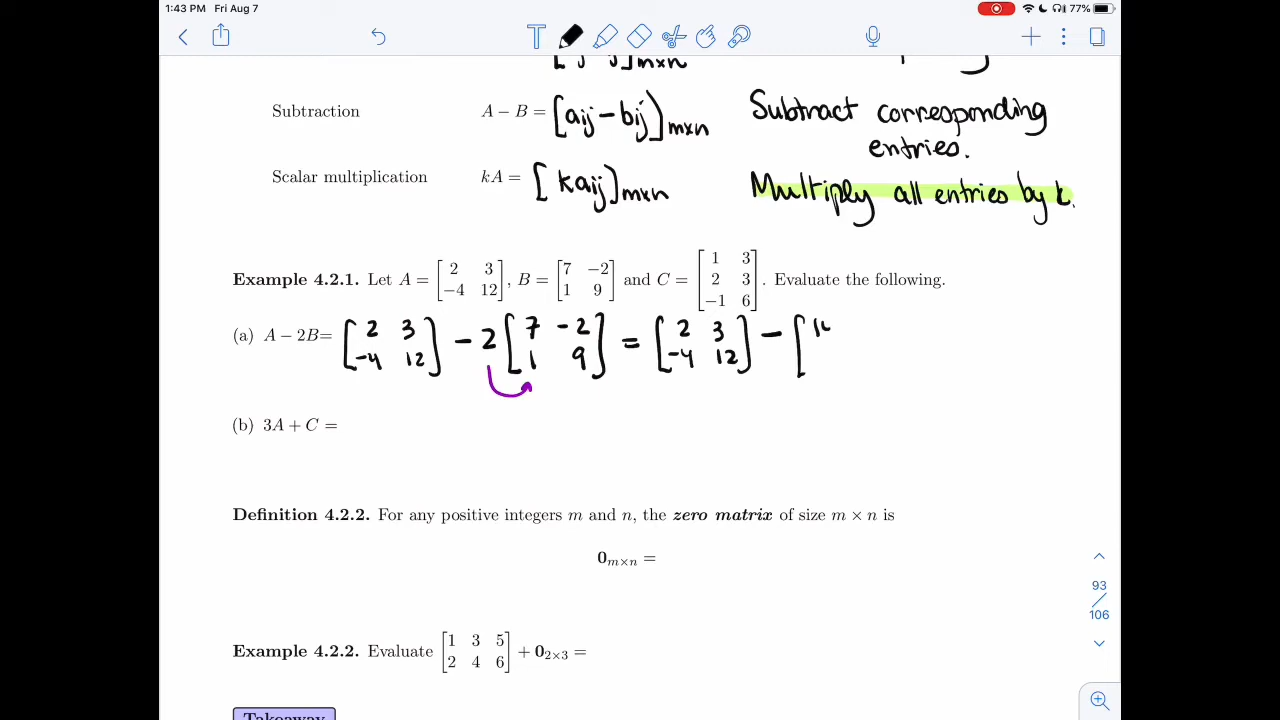 1:43 PM Fri Aug 7 77%
T
]m×n
Subtraction A − B = [aij − bij]m×n Subtract corresponding
entries.
Scalar multiplication kA = [kaij]m×n Multiply all entries by k.
Example 4.2.1. Let A = [2 3 −4 12], B = [7 −2 1 9] and C = [1 3 2 3 −1 6]. Evaluate the following.
(a) A − 2B = [2 3 −4 12] − 2 [7 −2 1 9] = [2 3 −4 12] − [
(b) 3A + C =
Definition 4.2.2. For any positive integers m and n, the zero matrix of size m × n is
0m×n =
93
106
Example 4.2.2. Evaluate [1 3 5 2 4 6] + 02×3 =
Takeaway